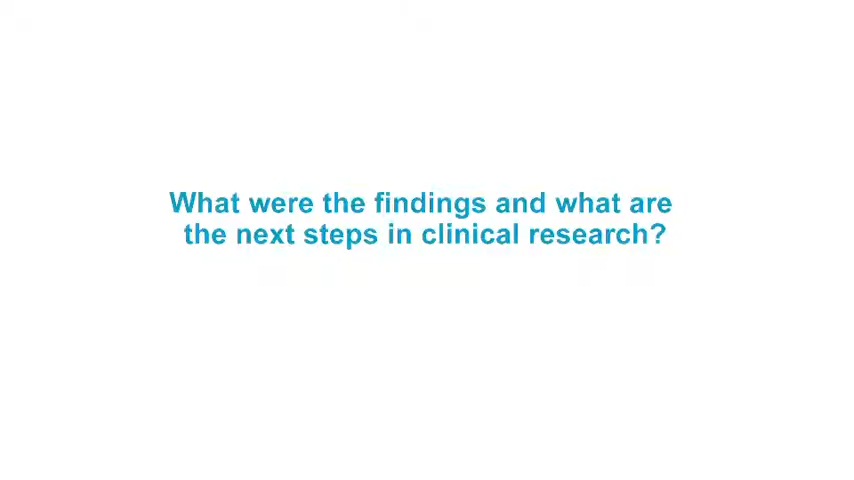 What were the findings and what are
the next steps in clinical research?